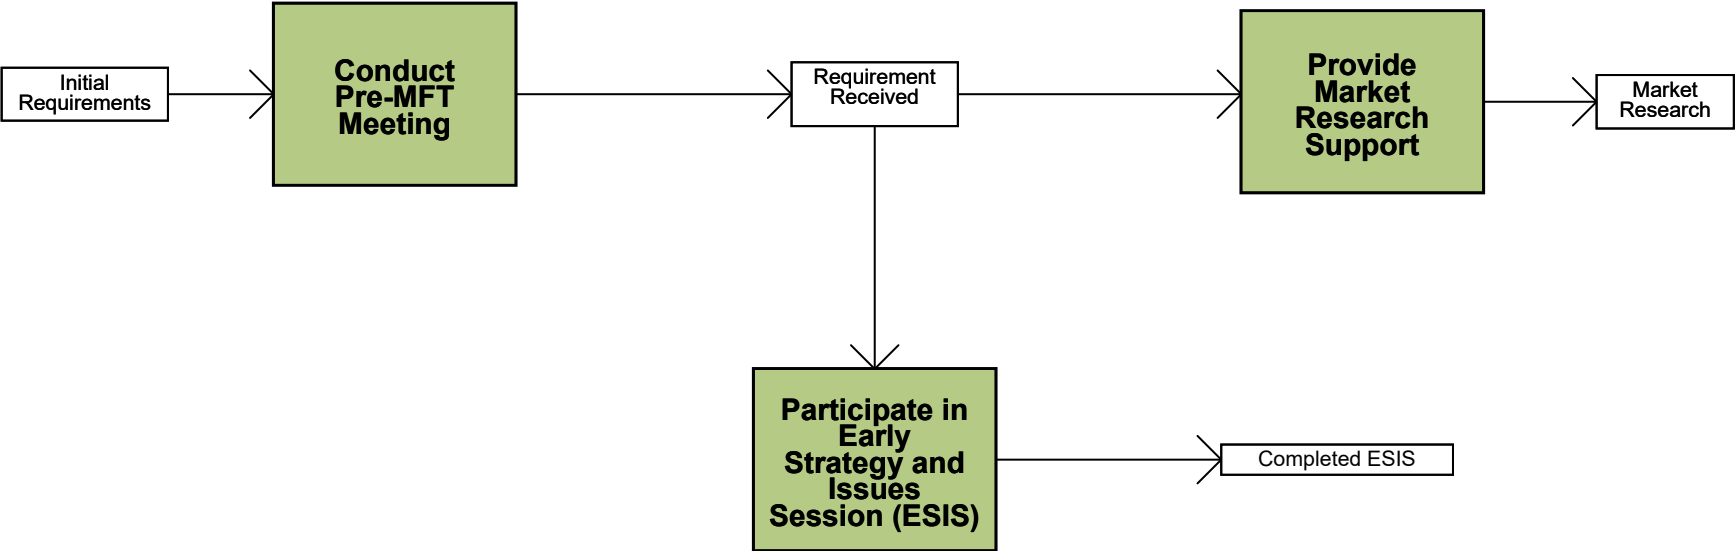 Initial
Requirements
Conduct
Pre-MFT
Meeting
Requirement
Received
Provide
Market
Research
Support
Market
Research
Participate in
Early
Strategy and
Issues
Session (ESIS)
Completed ESIS